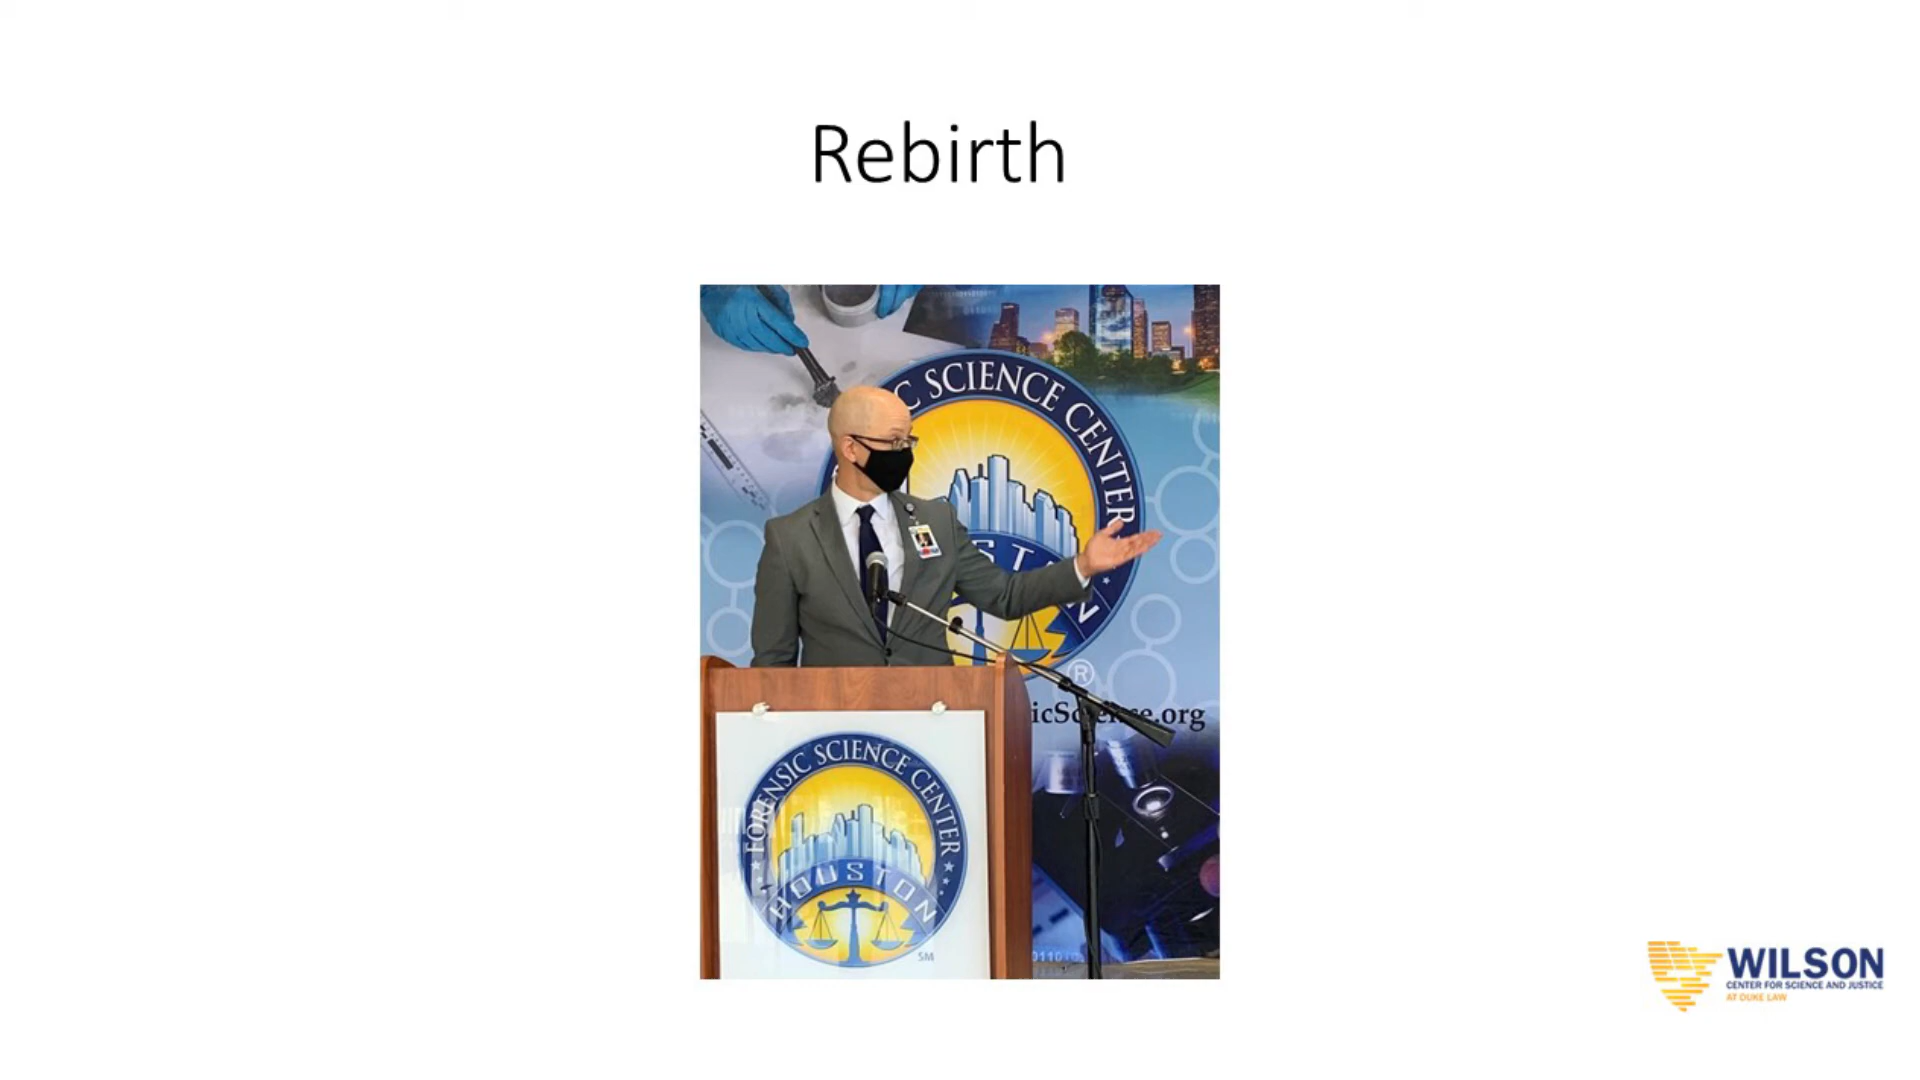 Rebirth
C SCIENCE CENTER
ST
N
®
icScience.org
FORENSIC SCIENCE CENTER
HOUSTON
SM
WILSON
CENTER FOR SCIENCE AND JUSTICE
AT DUKE LAW